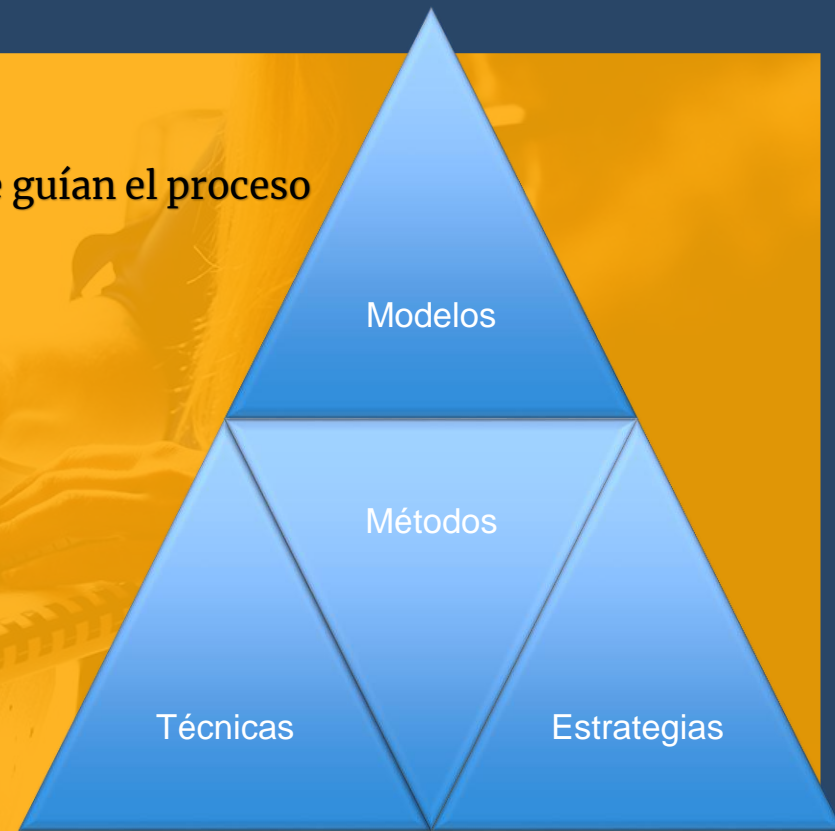 guían el proceso
Modelos
Métodos
Técnicas
Estrategias